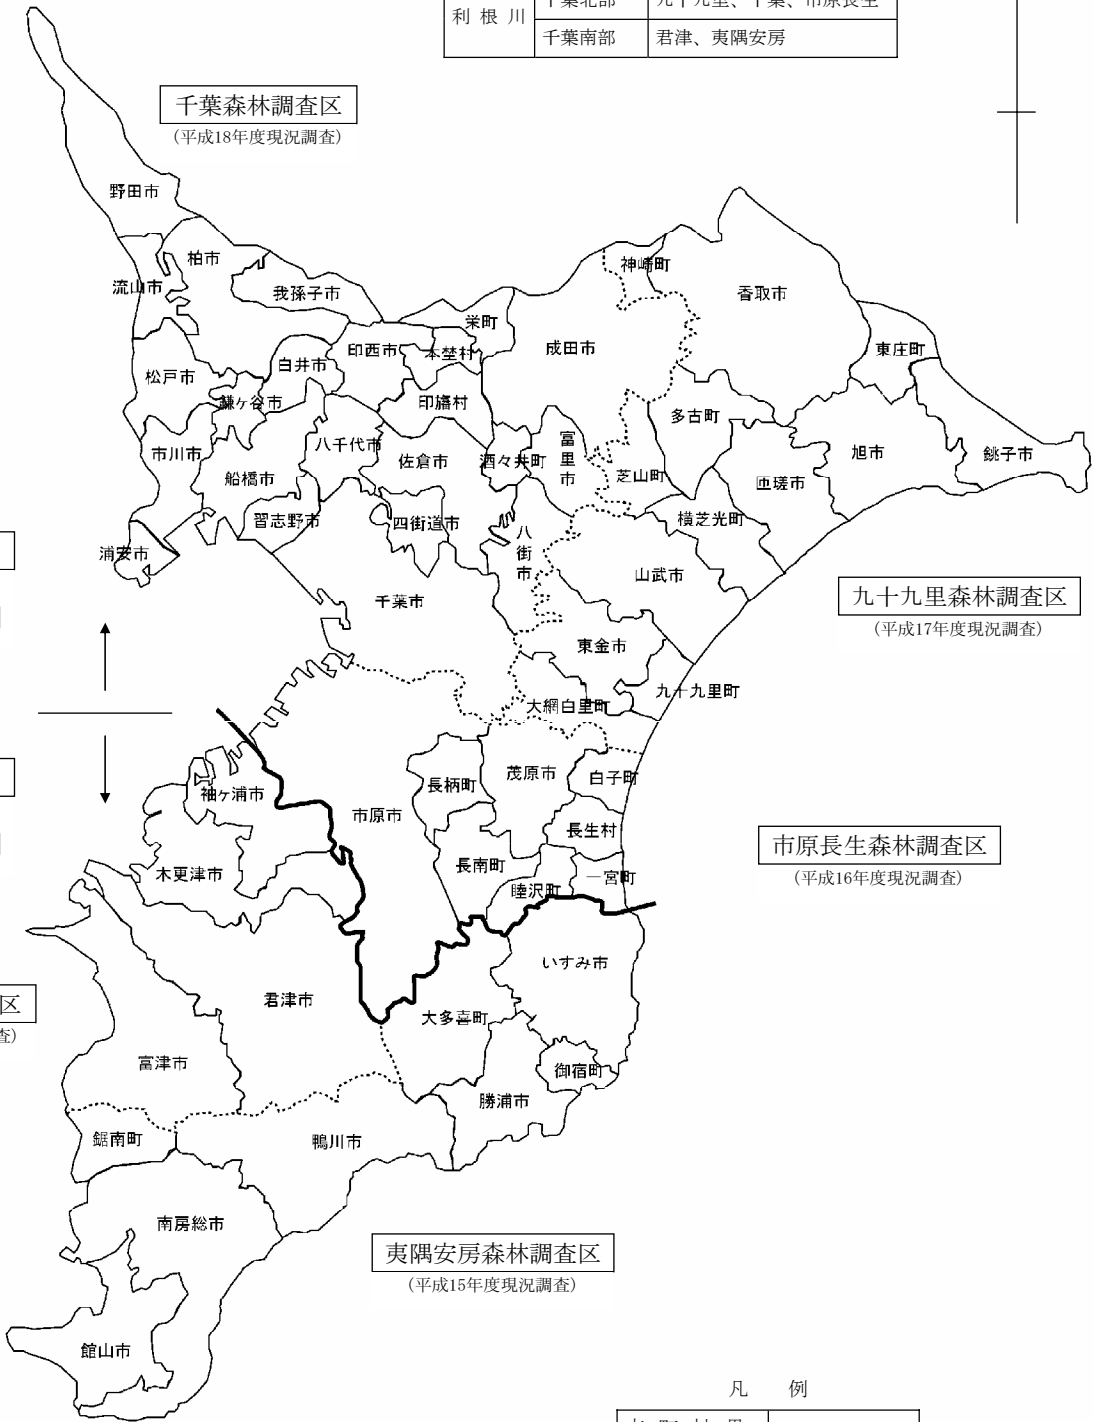 利根川
千葉北部
九十九里、千葉、市原長生
千葉南部
君津、夷隅安房
千葉森林調査区
(平成18年度現況調査)
野田市
柏市
流山市
我孫子市
神崎町
香取市
栄町
成田市
東庄町
印西市
本埜村
白井市
松戸市
鎌ヶ谷市
印旛村
多古町
八千代市
市川市
佐倉市
酒々井町
富里市
芝山町
旭市
銚子市
船橋市
匝瑳市
習志野市
四街道市
八街市
横芝光町
浦安市
山武市
千葉市
九十九里森林調査区
(平成17年度現況調査)
東金市
九十九里町
大網白里町
茂原市
白子町
長柄町
袖ヶ浦市
市原市
長生村
市原長生森林調査区
(平成16年度現況調査)
長南町
木更津市
一宮町
睦沢町
いすみ市
区
査)
君津市
大多喜町
富津市
御宿町
勝浦市
鋸南町
鴨川市
南房総市
夷隅安房森林調査区
(平成15年度現況調査)
館山市
凡例